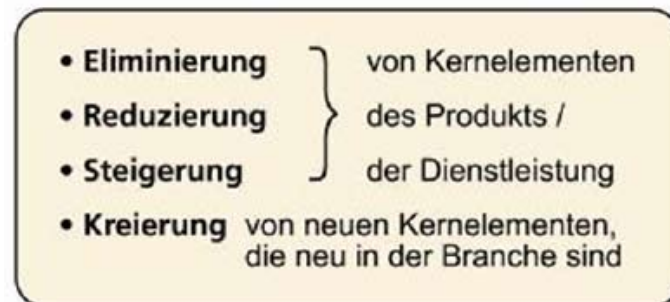 • Eliminierung von Kernelementen
• Reduzierung des Produkts /
• Steigerung der Dienstleistung
• Kreierung von neuen Kernelementen,
die neu in der Branche sind